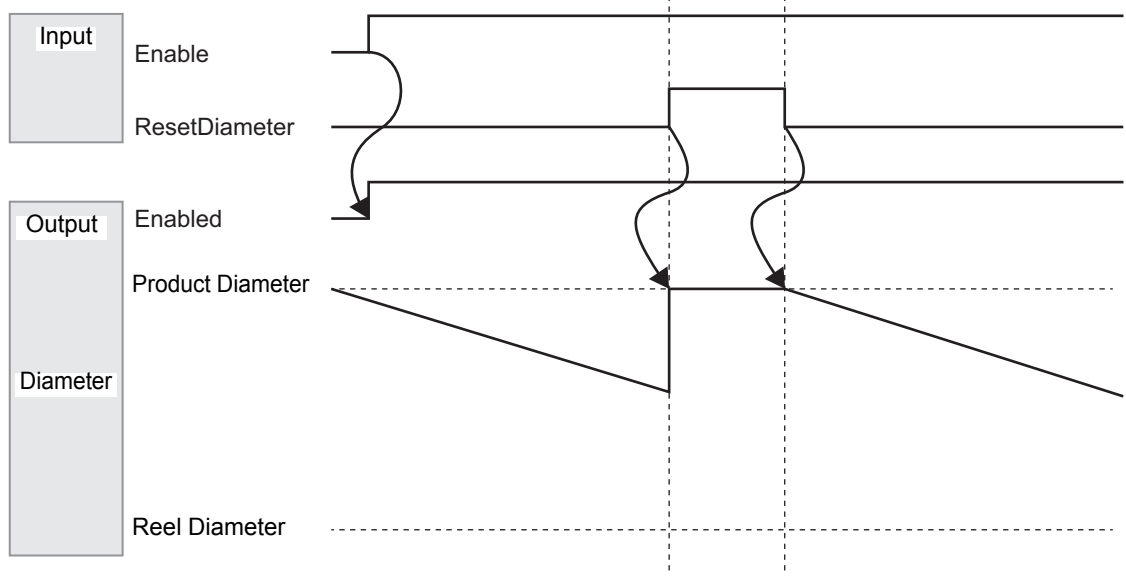 Input
Enable
ResetDiameter
Output
Enabled
Product Diameter
Diameter
Reel Diameter